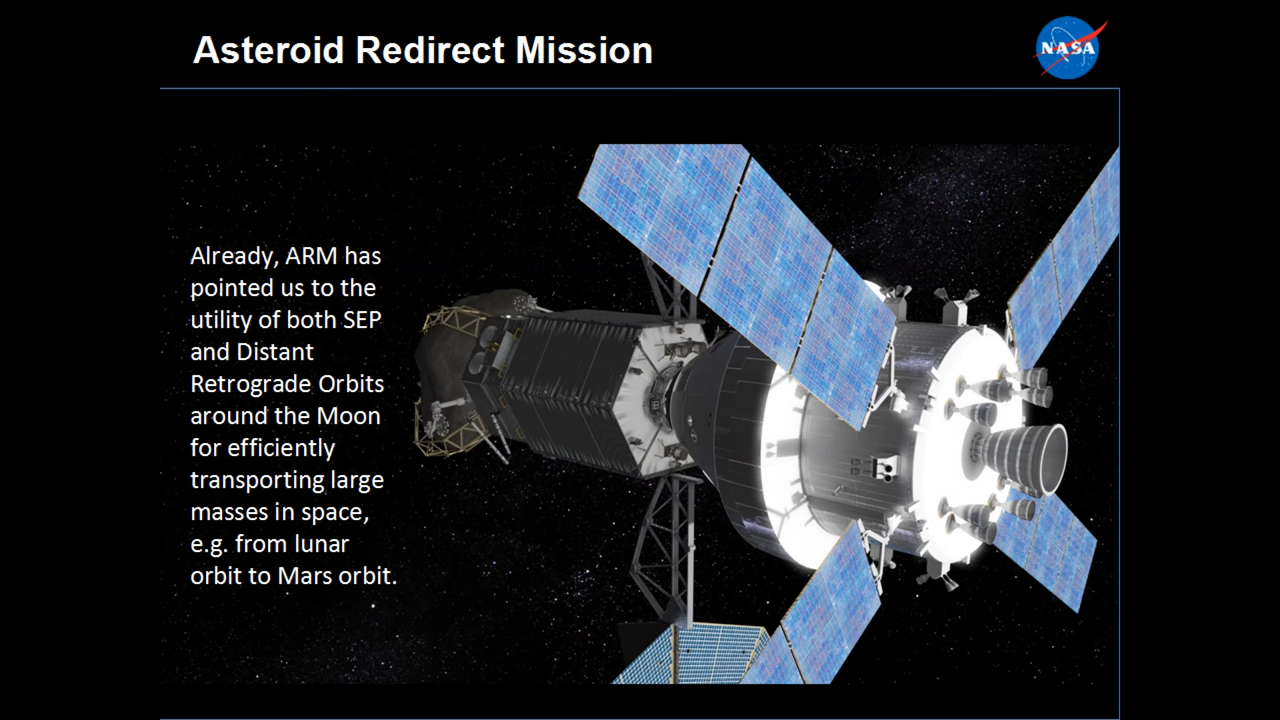 Asteroid Redirect Mission
NASA
Already, ARM has
pointed us to the
utility of both SEP
and Distant
Retrograde Orbits
around the Moon
for efficiently
transporting large
masses in space,
e.g. from lunar
orbit to Mars orbit.